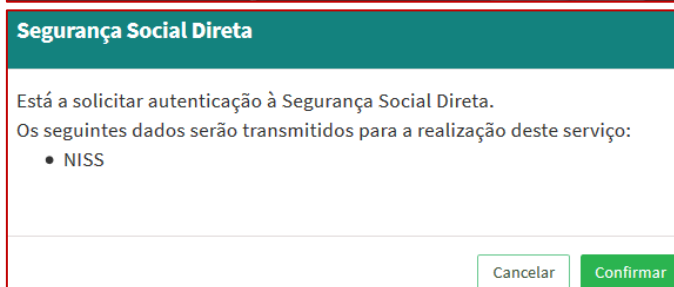 Segurança Social Direta
Está a solicitar autenticação à Segurança Social Direta.
Os seguintes dados serão transmitidos para a realização deste serviço:
• NISS
Cancelar Confirmar